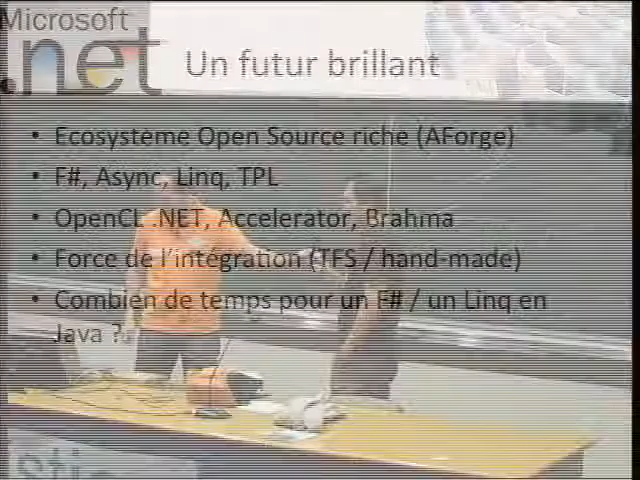 Microsoft
.net
Un futur brillant
• Ecosystème Open Source riche (AForge)
• F#, Async, Linq, TPL
• OpenCL .NET, Accelerator, Brahma
• Force de l'intégration (TFS / hand-made)
• Combien de temps pour un F# / un Linq en
Java ?